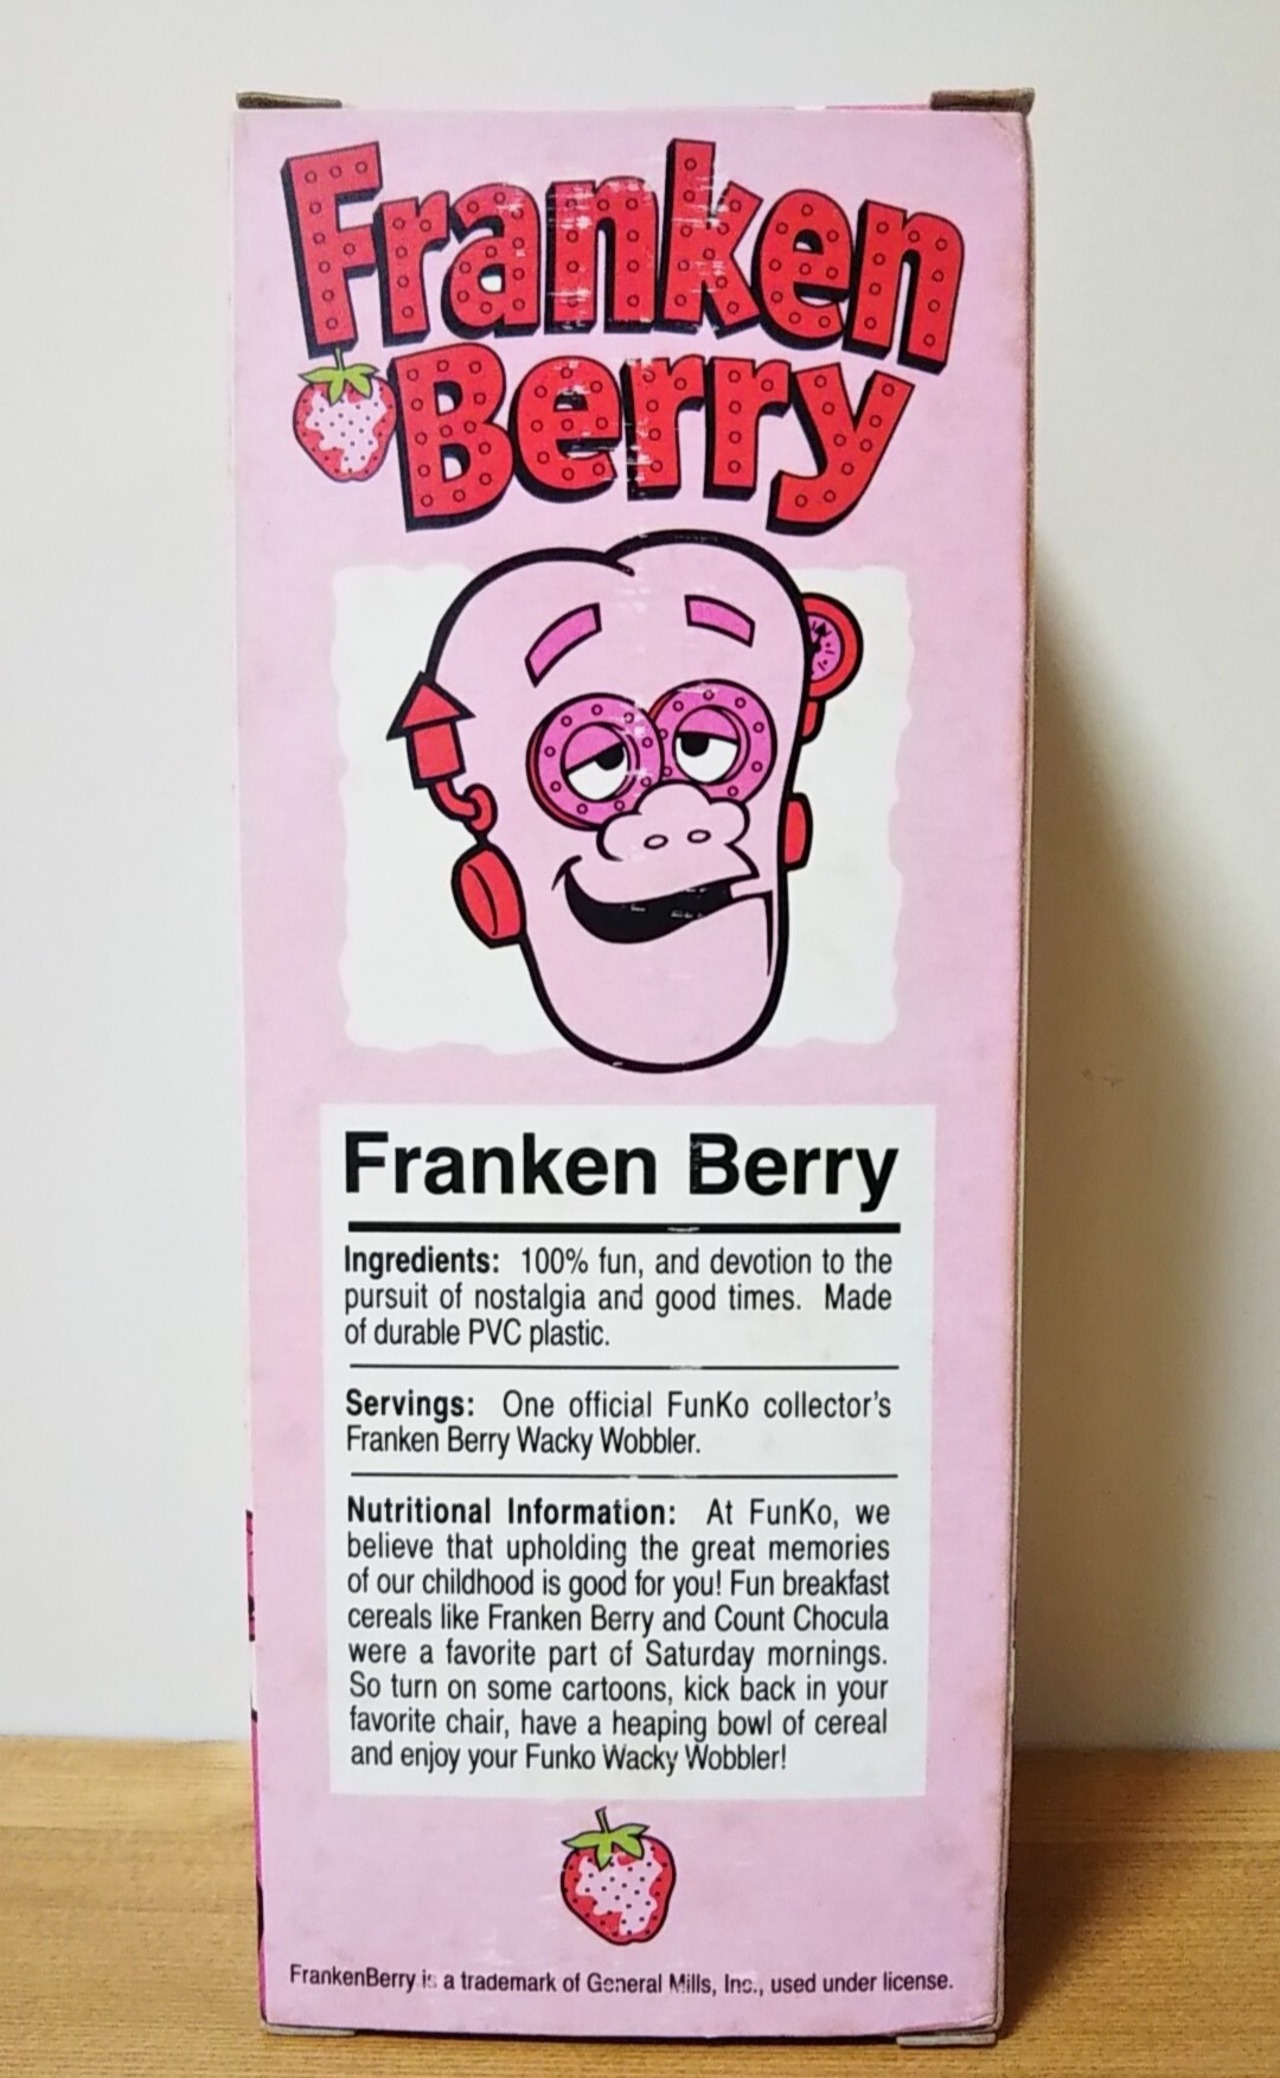 Franken
Berry
Franken Berry
Ingredients: 100% fun, and devotion to the
pursuit of nostalgia and good times. Made
of durable PVC plastic.
Servings: One official FunKo collector's
Franken Berry Wacky Wobbler.
Nutritional Information: At FunKo, we
believe that upholding the great memories
of our childhood is good for you! Fun breakfast
cereals like Franken Berry and Count Chocula
were a favorite part of Saturday mornings.
So turn on some cartoons, kick back in your
favorite chair, have a heaping bowl of cereal
and enjoy your Funko Wacky Wobbler!
FrankenBerry is a trademark of General Mills, Inc., used under license.